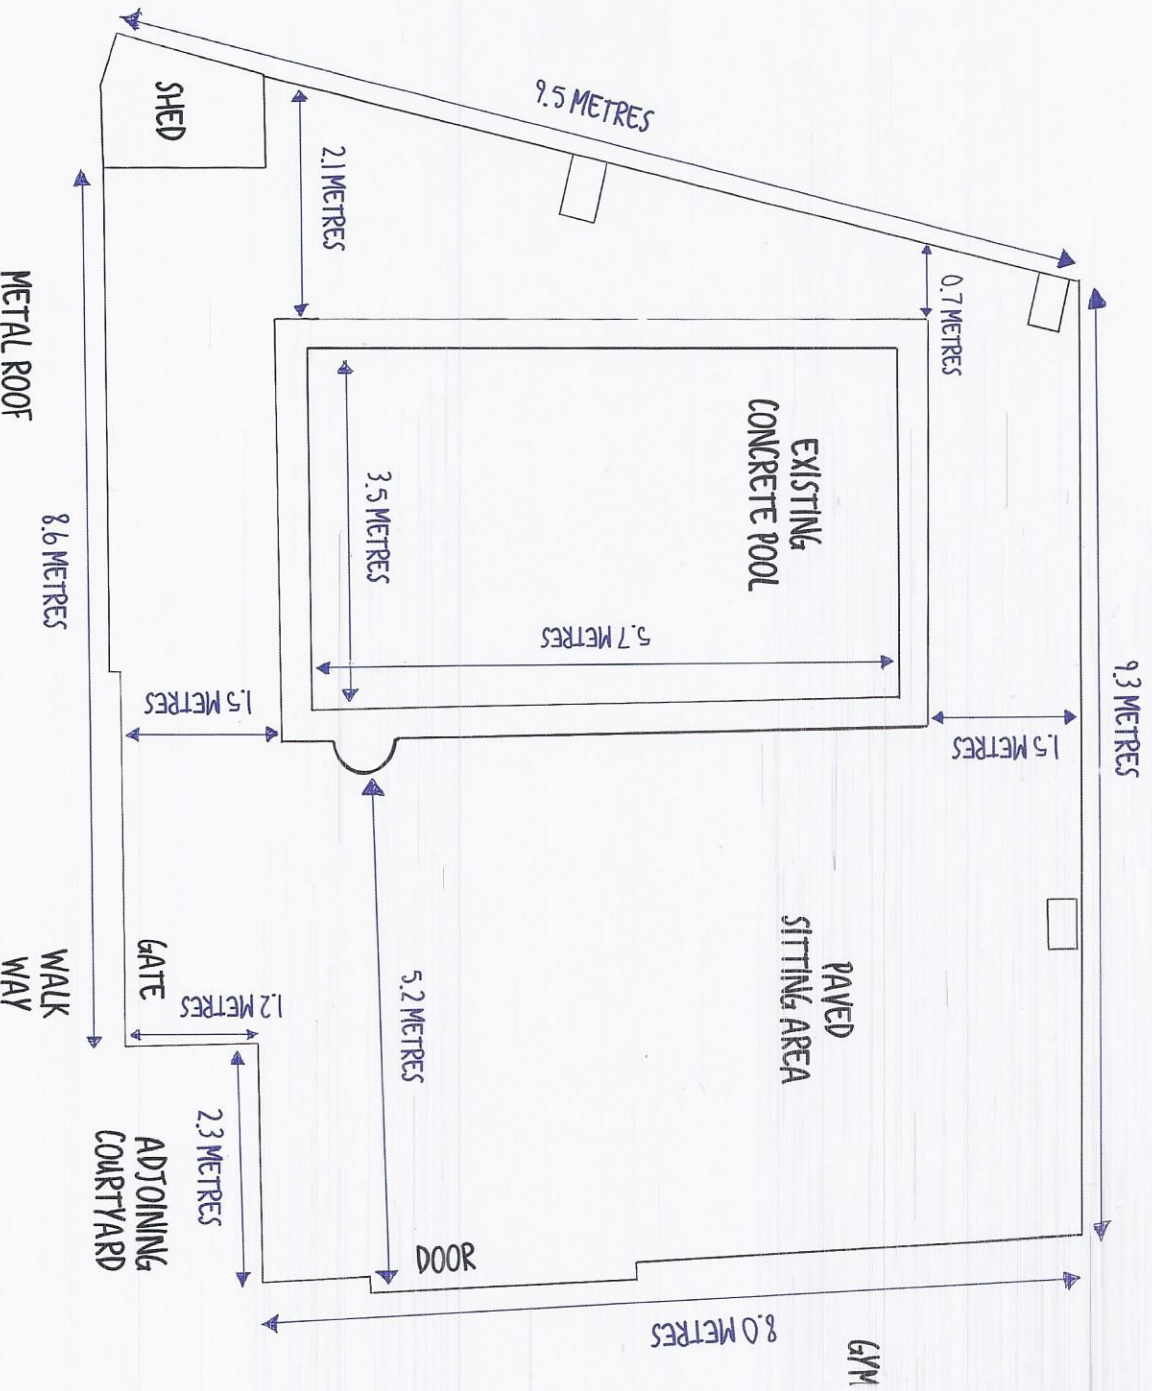 9.5 METRES
SHED
2.1 METRES
0.7 METRES
METAL ROOF
EXISTING
CONCRETE POOL
3.5 METRES
5.7 METRES
8.6 METRES
1.5 METRES
1.5 METRES
9.3 METRES
PAVED
SITTING AREA
5.2 METRES
GATE
1.2 METRES
WALK
WAY
2.3 METRES
ADJOINING
COURTYARD
DOOR
8.0 METRES
GYM